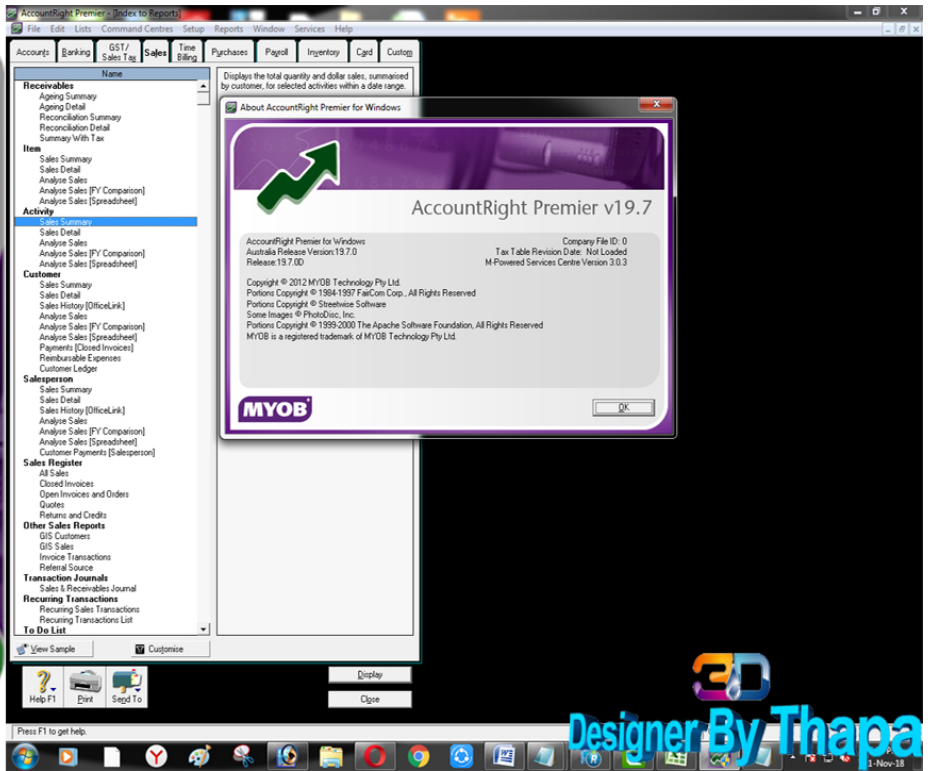 AccountRight Premier - [Index to Reports]
File Edit Lists Command Centres Setup Reports Window Services Help
Accounts Banking GST/ Sales Tax Sales Time Billing Purchases Payroll Inventory Card Custom
Name
Receivables
Ageing Summary
Ageing Detail
Reconciliation Summary
Reconciliation Detail
Summary With Tax
Item
Sales Summary
Sales Detail
Analyse Sales
Analyse Sales [FY Comparison]
Analyse Sales [Spreadsheet]
Activity
Sales Summary
Sales Detail
Analyse Sales
Analyse Sales [FY Comparison]
Analyse Sales [Spreadsheet]
Customer
Sales Summary
Sales Detail
Sales History [OfficeLink]
Analyse Sales
Analyse Sales [FY Comparison]
Analyse Sales [Spreadsheet]
Payments [Closed Invoices]
Reimbursable Expenses
Customer Ledger
Salesperson
Sales Summary
Sales Detail
Sales History [OfficeLink]
Analyse Sales
Analyse Sales [FY Comparison]
Analyse Sales [Spreadsheet]
Customer Payments [Salesperson]
Sales Register
All Sales
Closed Invoices
Open Invoices and Orders
Quotes
Returns and Credits
Other Sales Reports
GIS Customers
GIS Sales
Invoice Transactions
Referral Source
Transaction Journals
Sales & Receivables Journal
Recurring Transactions
Recurring Sales Transactions
Recurring Transactions List
To Do List
Displays the total quantity and dollar sales, summarised
by customer, for selected activities within a date range.
About AccountRight Premier for Windows
AccountRight Premier v19.7
AccountRight Premier for Windows
Australia Release Version:19.7.0
Release:19.7.0D
Company File ID: 0
Tax Table Revision Date: Not Loaded
M-Powered Services Centre Version 3.0.3
Copyright © 2012 MYOB Technology Pty Ltd.
Portions Copyright © 1984-1997 FairCom Corp., All Rights Reserved
Portions Copyright © Streetwise Software
Some Images © PhotoDisc, Inc.
Portions Copyright © 1999-2000 The Apache Software Foundation, All Rights Reserved
MYOB is a registered trademark of MYOB Technology Pty Ltd.
MYOB
OK
View Sample Customise
Help F1 Print Send To
Display
Close
Press F1 to get help.
3D
Designer By Thapa
1-Nov-18